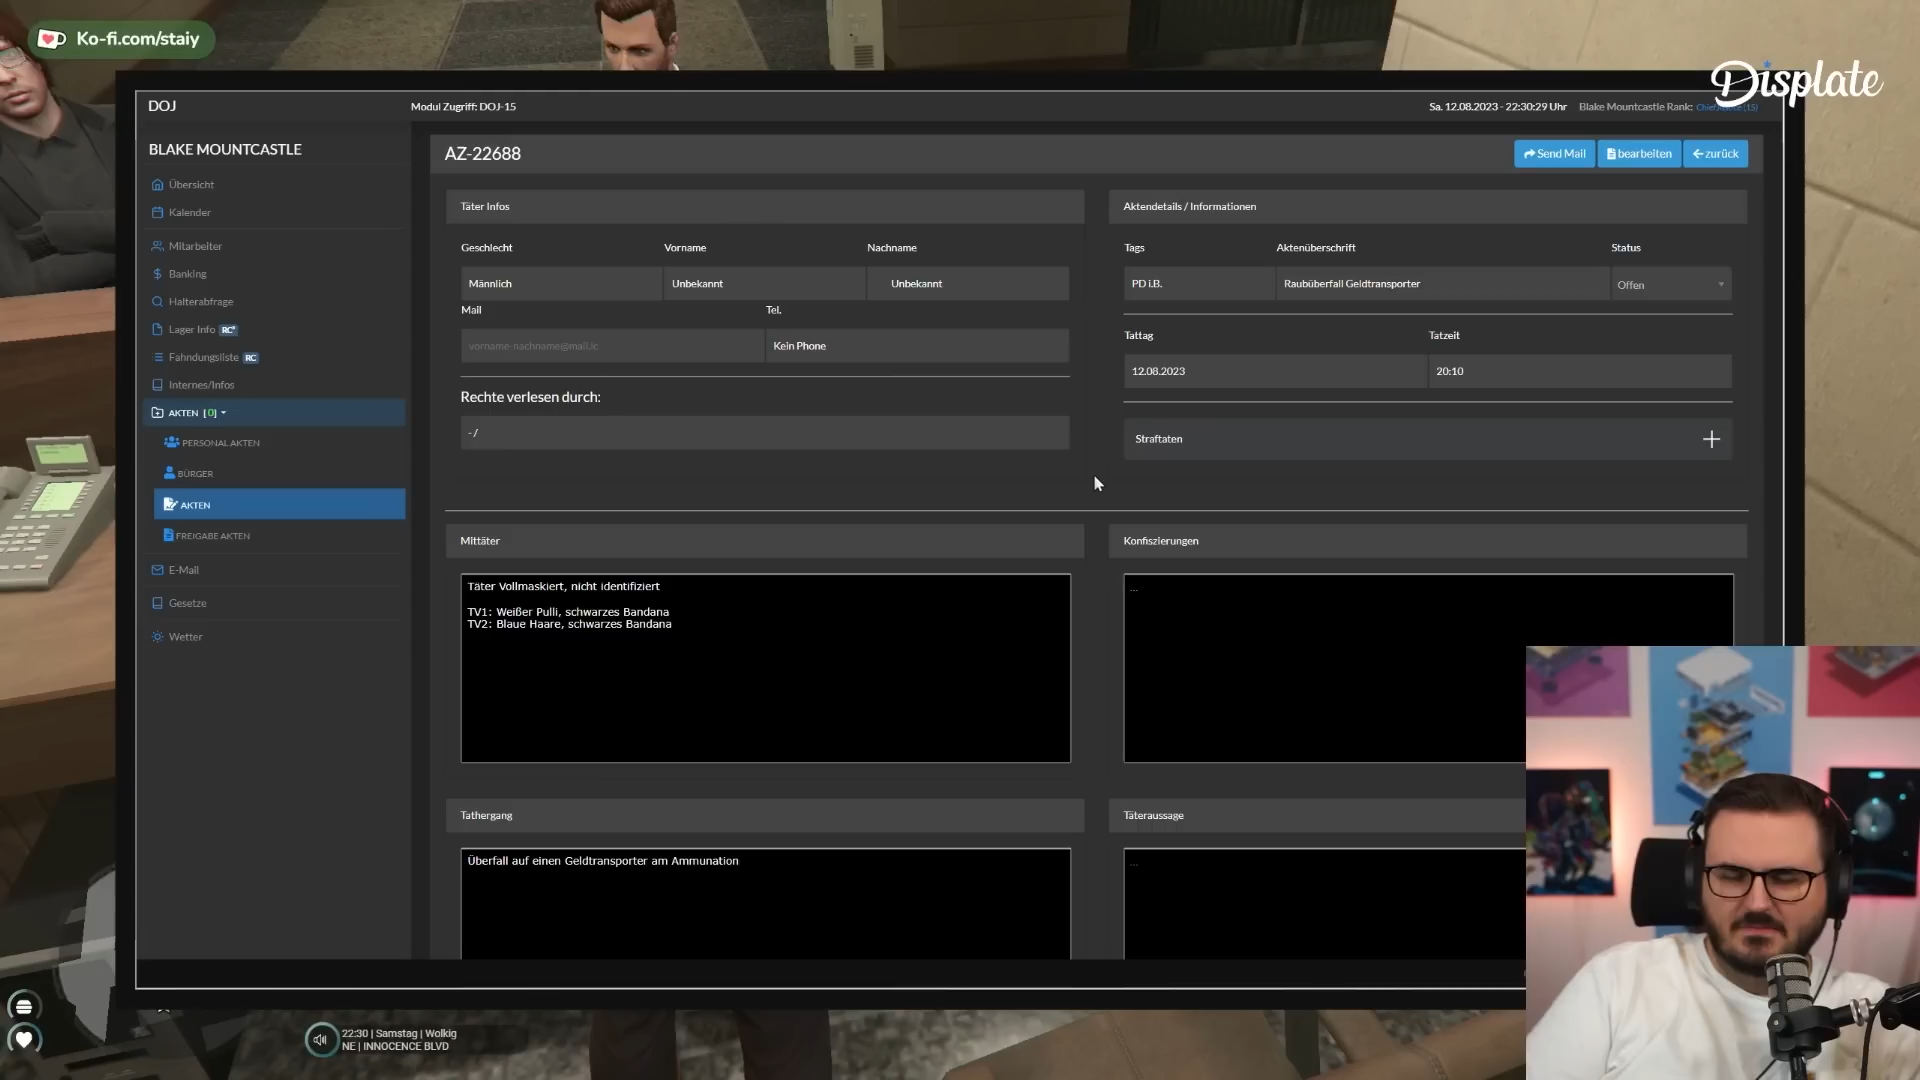 Ko-fi.com/staiy
Displate
DOJ
Modul Zugriff: DOJ-15
Sa. 12.08.2023 - 22:30:29 Uhr
Blake Mountcastle Rank:
BLAKE MOUNTCASTLE
Übersicht
Kalender
Mitarbeiter
Banking
Halterabfrage
Lager Info RC*
Fahndungsliste RC
Internes/Infos
AKTEN [0]
PERSONAL AKTEN
BÜRGER
AKTEN
FREIGABE AKTEN
E-Mail
Gesetze
Wetter
AZ-22688
Send Mail
bearbeiten
zurück
Täter Infos
Geschlecht Vorname Nachname
Männlich Unbekannt Unbekannt
Mail Tel.
vorname-nachname@mail.lc Kein Phone
Rechte verlesen durch:
- /
Aktendetails / Informationen
Tags Aktenüberschrift Status
PD i.B. Raubüberfall Geldtransporter Offen
Tattag Tatzeit
12.08.2023 20:10
Straftaten
Mittäter
Täter Vollmaskiert, nicht identifiziert
TV1: Weißer Pulli, schwarzes Bandana
TV2: Blaue Haare, schwarzes Bandana
Konfiszierungen
...
Tathergang
Überfall auf einen Geldtransporter am Ammunation
Täteraussage
...
22:30 | Samstag | Wolkig
NE | INNOCENCE BLVD